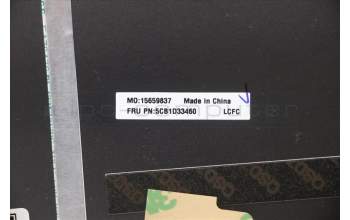 MO:15659837 Made in China
FRU PN:5CB1D33460 LCFC